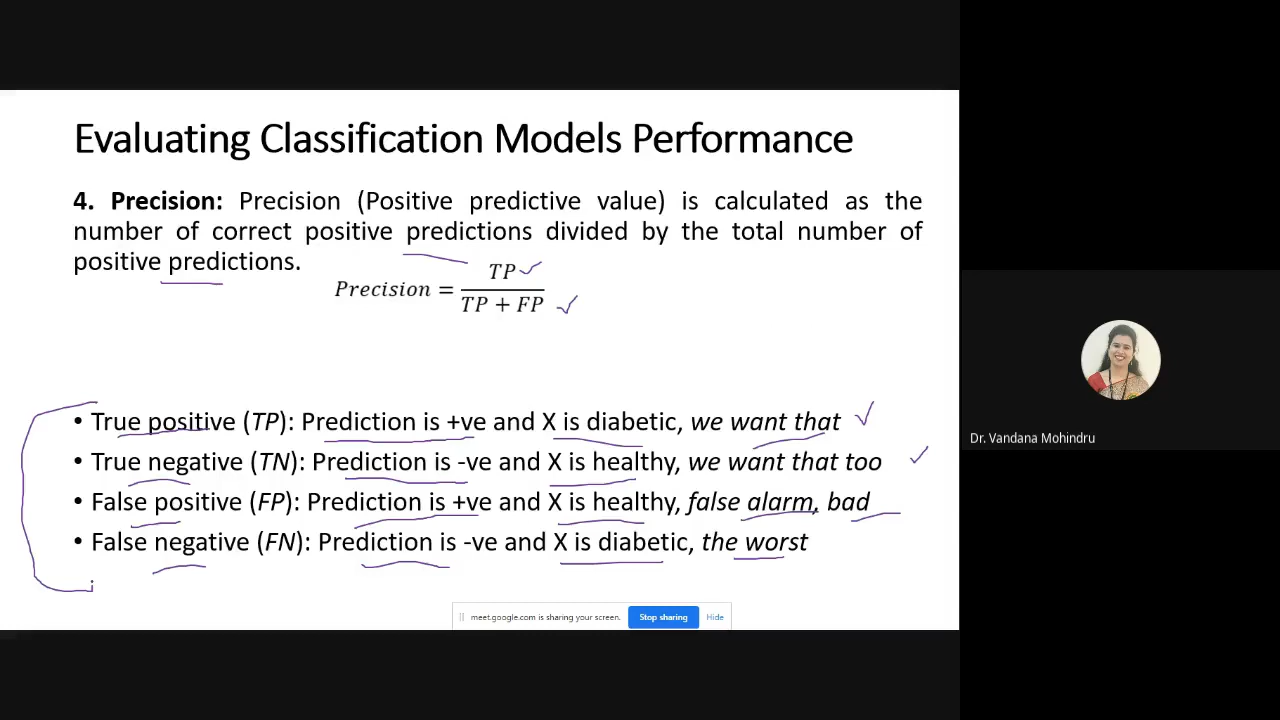 Evaluating Classification Models Performance
4. Precision: Precision (Positive predictive value) is calculated as the
number of correct positive predictions divided by the total number of
positive predictions.
Precision = TP / TP + FP
• True positive (TP): Prediction is +ve and X is diabetic, we want that
• True negative (TN): Prediction is -ve and X is healthy, we want that too
• False positive (FP): Prediction is +ve and X is healthy, false alarm, bad
• False negative (FN): Prediction is -ve and X is diabetic, the worst
meet.google.com is sharing your screen. Stop sharing Hide
Dr. Vandana Mohindru